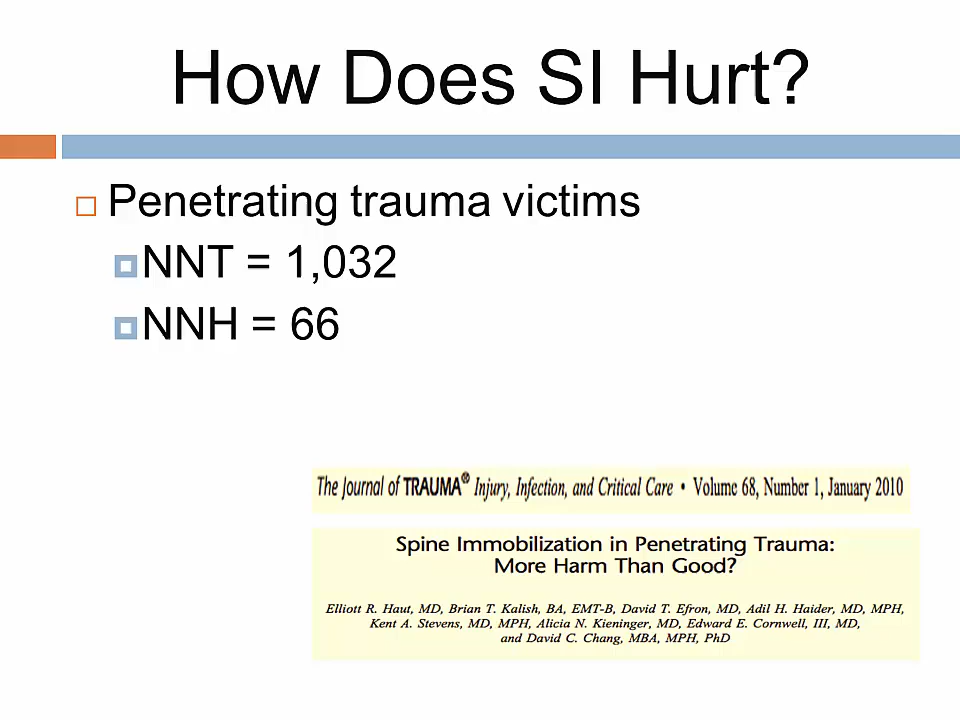 How Does SI Hurt?
Penetrating trauma victims
NNT = 1,032
NNH = 66
The Journal of TRAUMA® Injury, Infection, and Critical Care • Volume 68, Number 1, January 2010
Spine Immobilization in Penetrating Trauma:
More Harm Than Good?
Elliott R. Haut, MD, Brian T. Kalish, BA, EMT-B, David T. Efron, MD, Adil H. Haider, MD, MPH,
Kent A. Stevens, MD, MPH, Alicia N. Kieninger, MD, Edward E. Cornwell, III, MD,
and David C. Chang, MBA, MPH, PhD